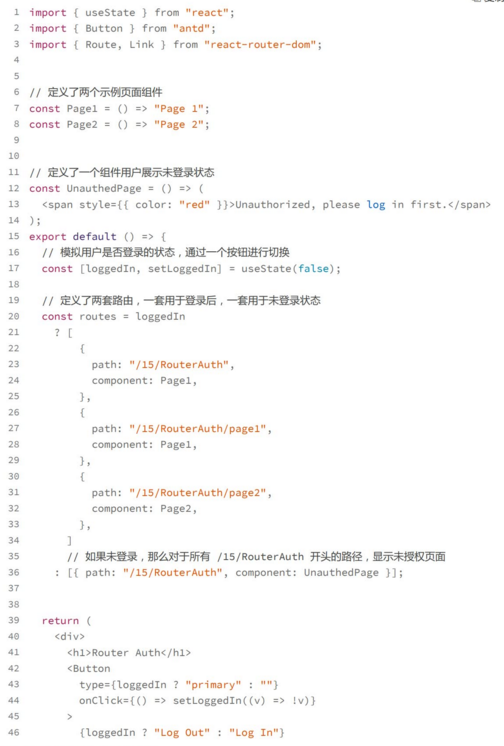 1 import { useState } from "react";
2 import { Button } from "antd";
3 import { Route, Link } from "react-router-dom";
4
5
6 // 定义了两个示例页面组件
7 const Page1 = () => "Page 1";
8 const Page2 = () => "Page 2";
9
10
11 // 定义了一个组件用户展示未登录状态
12 const UnauthedPage = () => (
13   <span style={{ color: "red" }}>Unauthorized, please log in first.</span>
14 );
15 export default () => {
16   // 模拟用户是否登录的状态，通过一个按钮进行切换
17   const [loggedIn, setLoggedIn] = useState(false);
18
19   // 定义了两套路由，一套用于登录后，一套用于未登录状态
20   const routes = loggedIn
21     ? [
22         {
23           path: "/15/RouterAuth",
24           component: Page1,
25         },
26         {
27           path: "/15/RouterAuth/page1",
28           component: Page1,
29         },
30         {
31           path: "/15/RouterAuth/page2",
32           component: Page2,
33         },
34       ]
35       // 如果未登录，那么对于所有 /15/RouterAuth 开头的路径，显示未授权页面
36     : [{ path: "/15/RouterAuth", component: UnauthedPage }];
37
38
39   return (
40     <div>
41       <h1>Router Auth</h1>
42       <Button
43         type={loggedIn ? "primary" : ""}
44         onClick={() => setLoggedIn((v) => !v)}
45       >
46         {loggedIn ? "Log Out" : "Log In"}